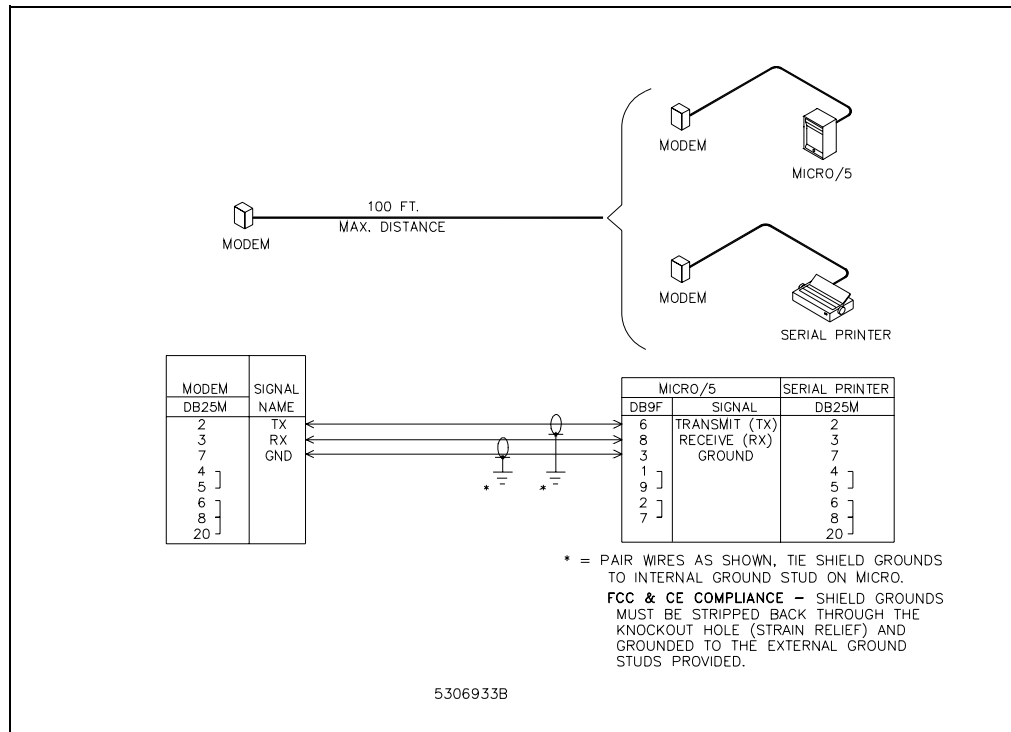 MODEM
MICRO/5
100 FT.
MAX. DISTANCE
MODEM
MODEM
SERIAL PRINTER
MODEM SIGNAL
DB25M NAME
2 TX
3 RX
7 GND
4
5
6
8
20
* *
MICRO/5 SERIAL PRINTER
DB9F SIGNAL DB25M
6 TRANSMIT (TX) 2
8 RECEIVE (RX) 3
3 GROUND 7
1 4
9 5
2 6
7 8
20
* = PAIR WIRES AS SHOWN, TIE SHIELD GROUNDS
TO INTERNAL GROUND STUD ON MICRO.
FCC & CE COMPLIANCE – SHIELD GROUNDS
MUST BE STRIPPED BACK THROUGH THE
KNOCKOUT HOLE (STRAIN RELIEF) AND
GROUNDED TO THE EXTERNAL GROUND
STUDS PROVIDED.
5306933B